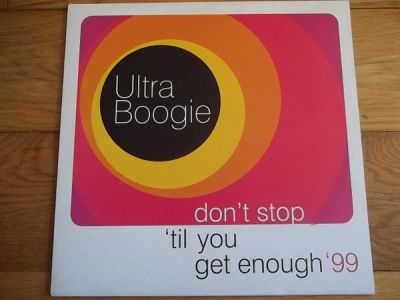 Ultra
Boogie
don't stop
'til you
get enough '99